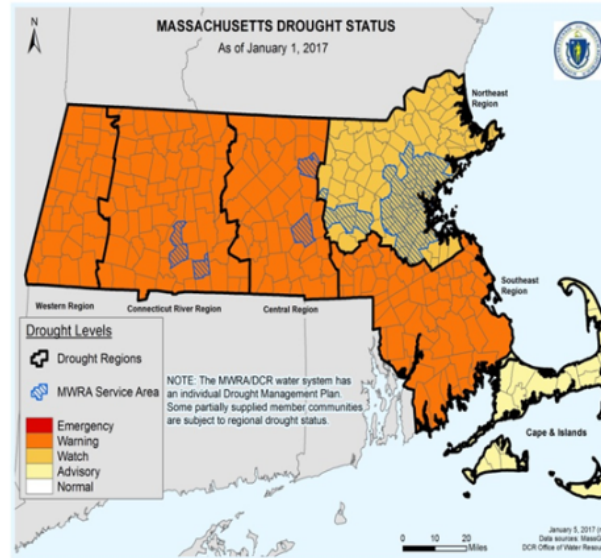 MASSACHUSETTS DROUGHT STATUS
As of January 1, 2017
N
Northeast
Region
Southeast
Region
Western Region
Connecticut River Region
Central Region
Cape & Islands
Drought Levels
Drought Regions
MWRA Service Area
Emergency
Warning
Watch
Advisory
Normal
NOTE: The MWRA/DCR water system has
an individual Drought Management Plan.
Some partially supplied member communities
are subject to regional drought status.
0 10 20
Miles
January 5, 2017
Data sources:
DCR Office of Water